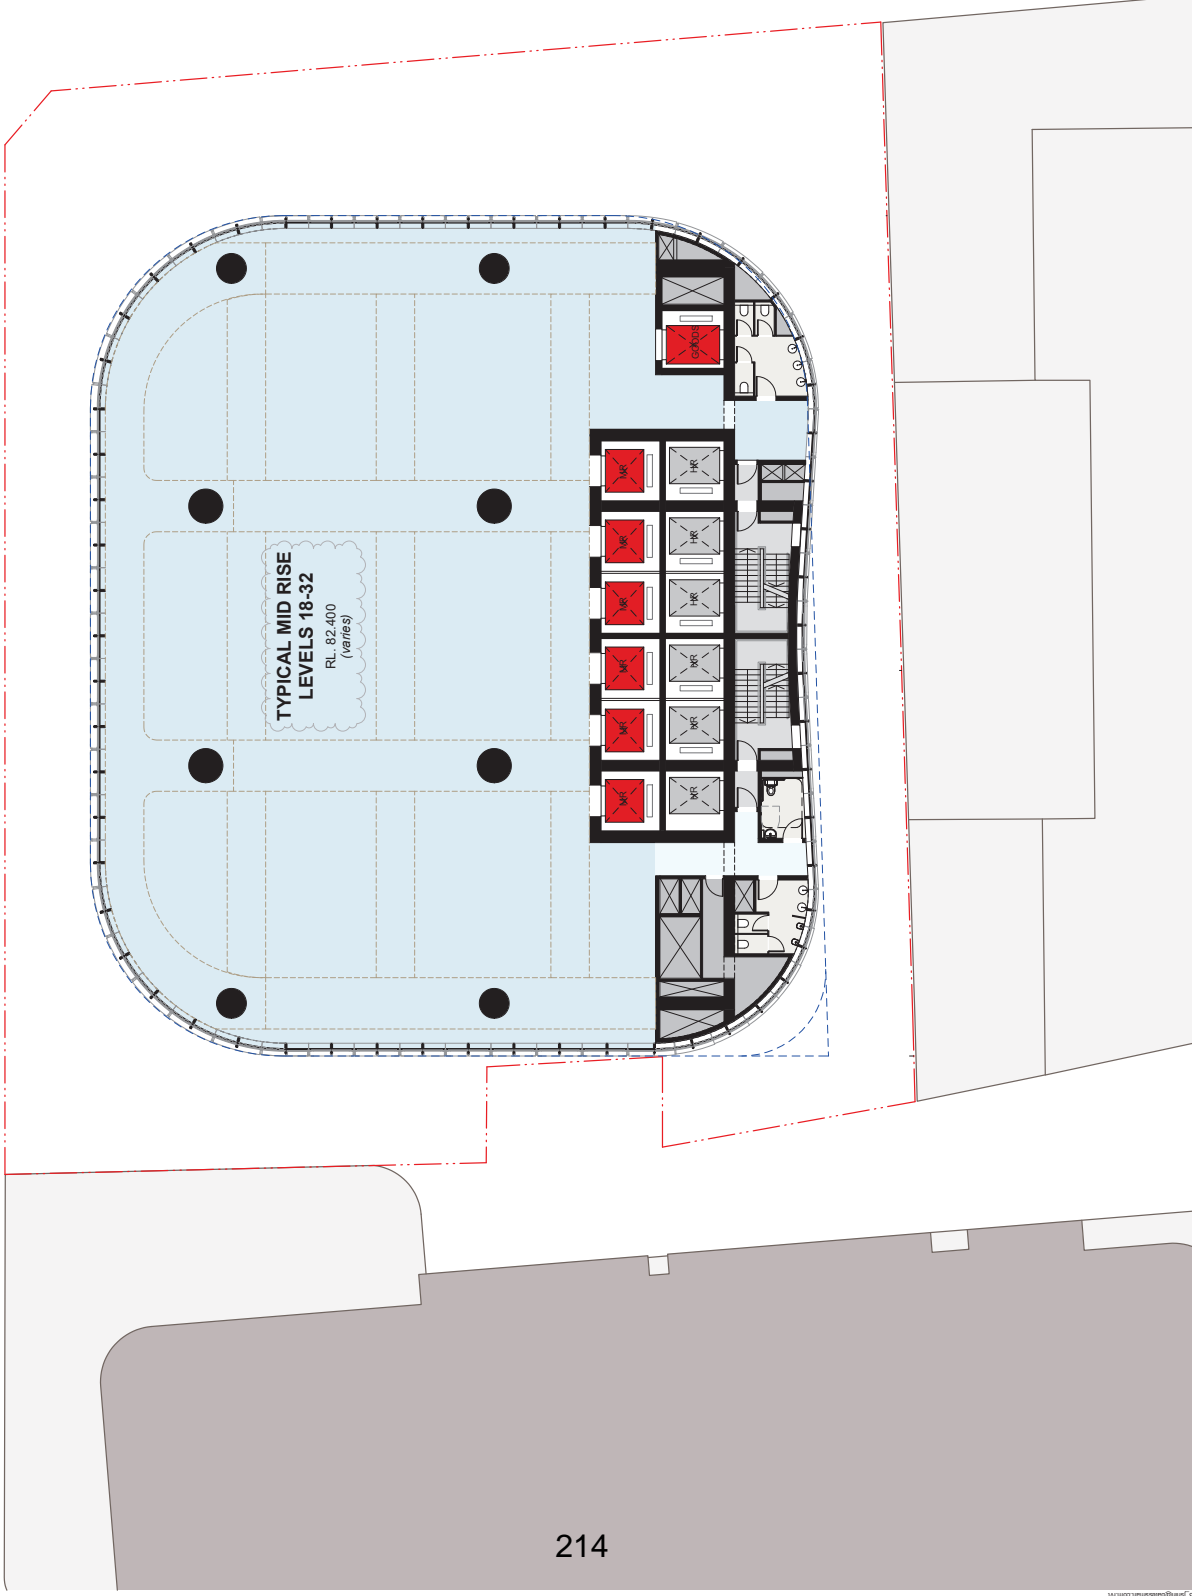 TYPICAL MID RISE
LEVELS 18-32
RL. 82.400
(varies)
GOODS
MR
HR
MR
HR
MR
HR
MR
HR
MR
HR
MR
HR
214